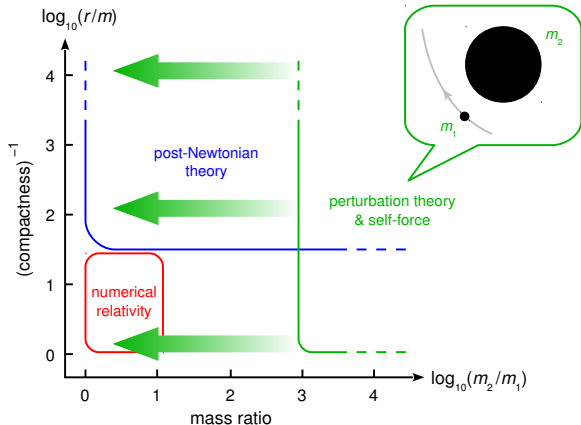 log₁₀(r/m)
m₂
m₁
4
3
2
1
0
(compactness)⁻¹
post-Newtonian
theory
perturbation theory
& self-force
numerical
relativity
0
1
2
3
4
log₁₀(m₂/m₁)
mass ratio